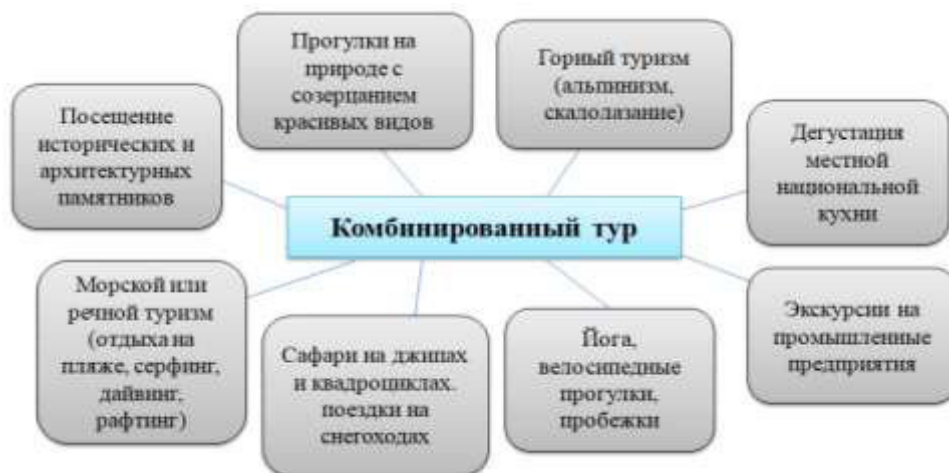 Прогулки на
природе с
созерцанием
красивых видов
Горный туризм
(альпинизм,
скалолазание)
Посещение
исторических и
архитектурных
памятников
Дегустация
местной
национальной
кухни
Комбинированный тур
Морской или
речной туризм
(отдыха на
пляже, серфинг,
дайвинг,
рафтинг)
Сафари на джипах
и квадроциклах.
поездки на
снегоходах
Йога,
велосипедные
прогулки,
пробежки
Экскурсии на
промышленные
предприятия